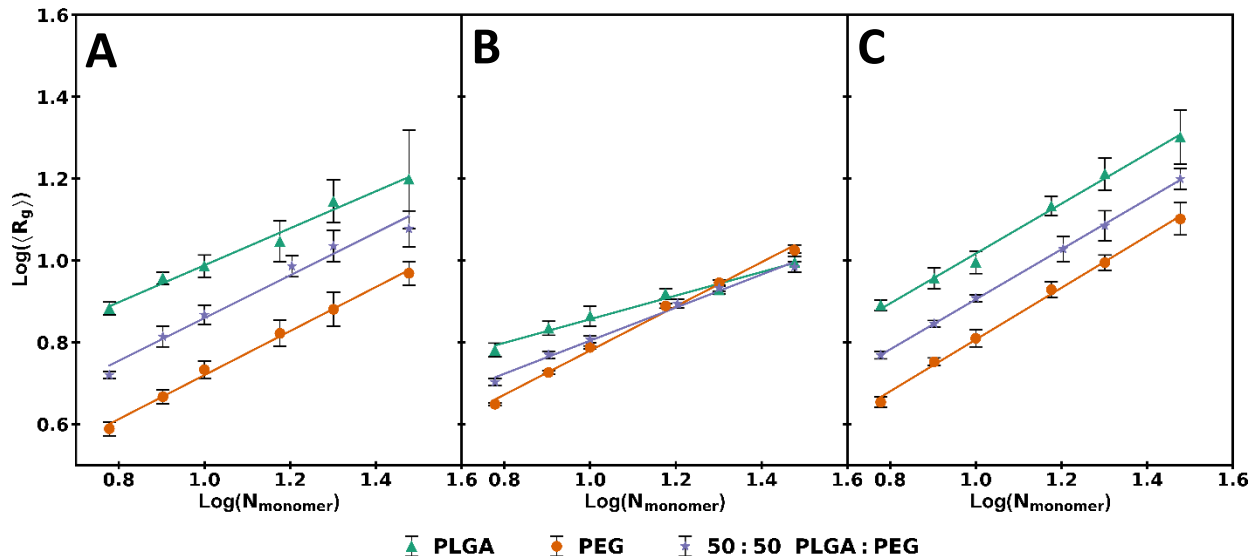 A B C
Log(⟨Rg⟩)
1.6
1.4
1.2
1.0
0.8
0.6
0.8 1.0 1.2 1.4 1.6 0.8 1.0 1.2 1.4 1.6 0.8 1.0 1.2 1.4 1.6
Log(Nmonomer) Log(Nmonomer) Log(Nmonomer)
PLGA PEG 50:50 PLGA:PEG